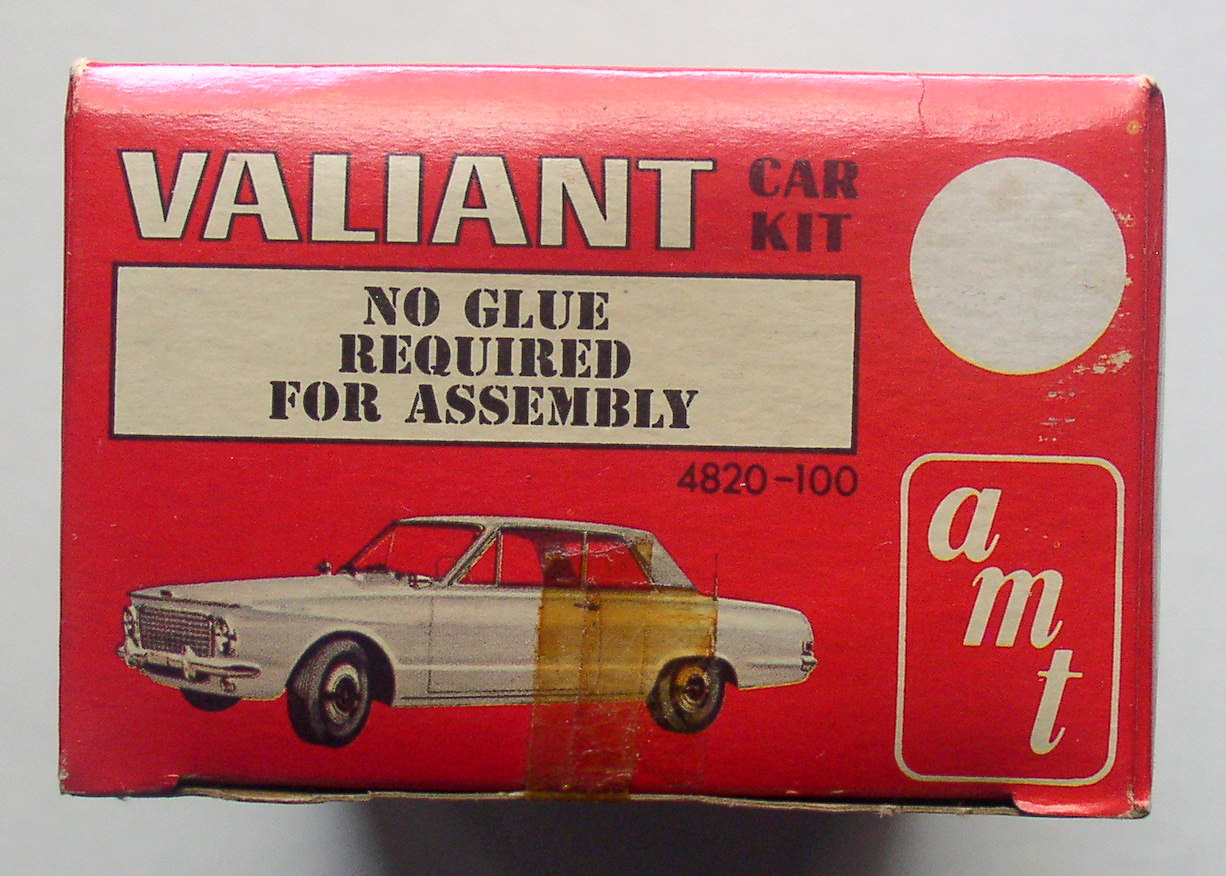 VALIANT
CAR
KIT
NO GLUE
REQUIRED
FOR ASSEMBLY
4820-100
amt